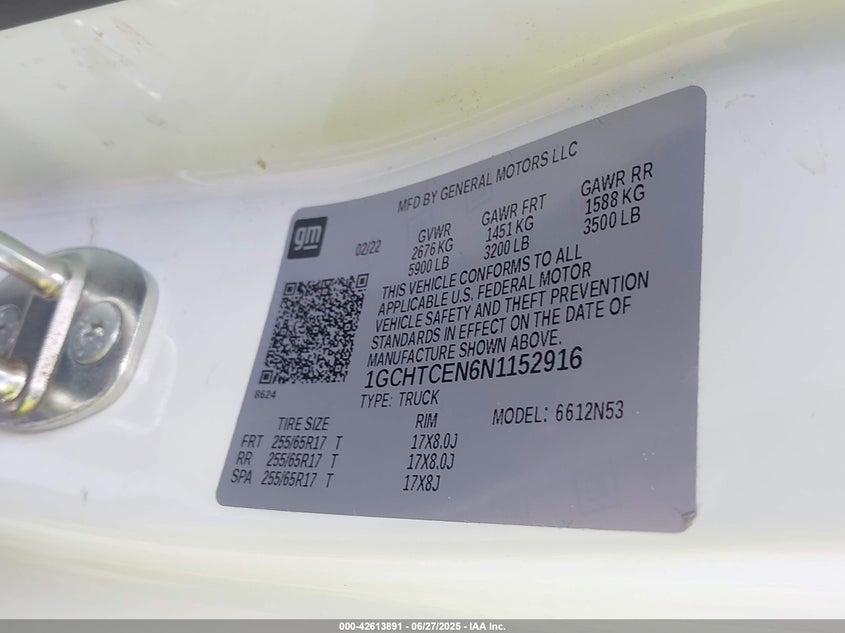 MFD BY GENERAL MOTORS LLC
gm
02/22
GVWR GAWR FRT GAWR RR
2676 KG 1451 KG 1588 KG
5900 LB 3200 LB 3500 LB
THIS VEHICLE CONFORMS TO ALL
APPLICABLE U.S. FEDERAL MOTOR
VEHICLE SAFETY AND THEFT PREVENTION
STANDARDS IN EFFECT ON THE DATE OF
MANUFACTURE SHOWN ABOVE.
1GCHTCEN6N1152916
8624
TYPE: TRUCK
MODEL: 6612N53
TIRE SIZE RIM
FRT 255/65R17 T 17X8.0J
RR 255/65R17 T 17X8.0J
SPA 255/65R17 T 17X8J
000-42613891 - 06/27/2025 - IAA Inc.